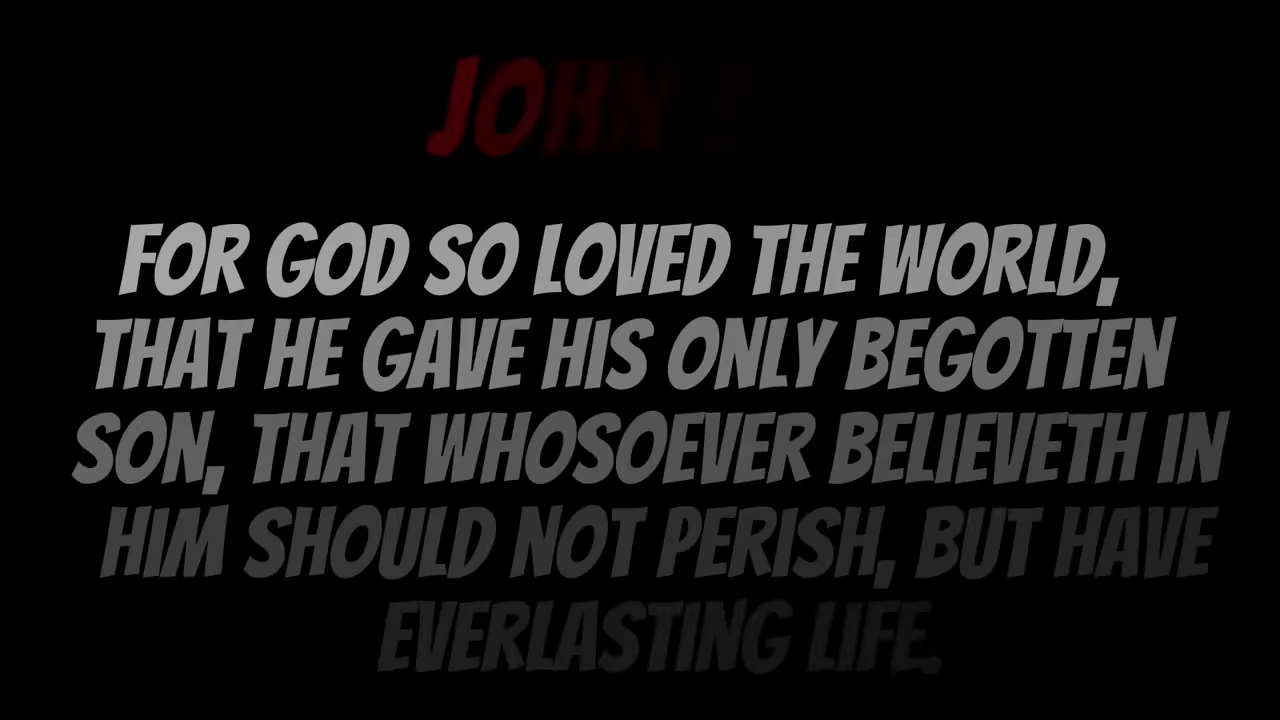 JOHN
FOR GOD SO LOVED THE WORLD,
THAT HE GAVE HIS ONLY BEGOTTEN
SON, THAT WHOSOEVER BELIEVETH IN
HIM SHOULD NOT PERISH, BUT HAVE
EVERLASTING LIFE.